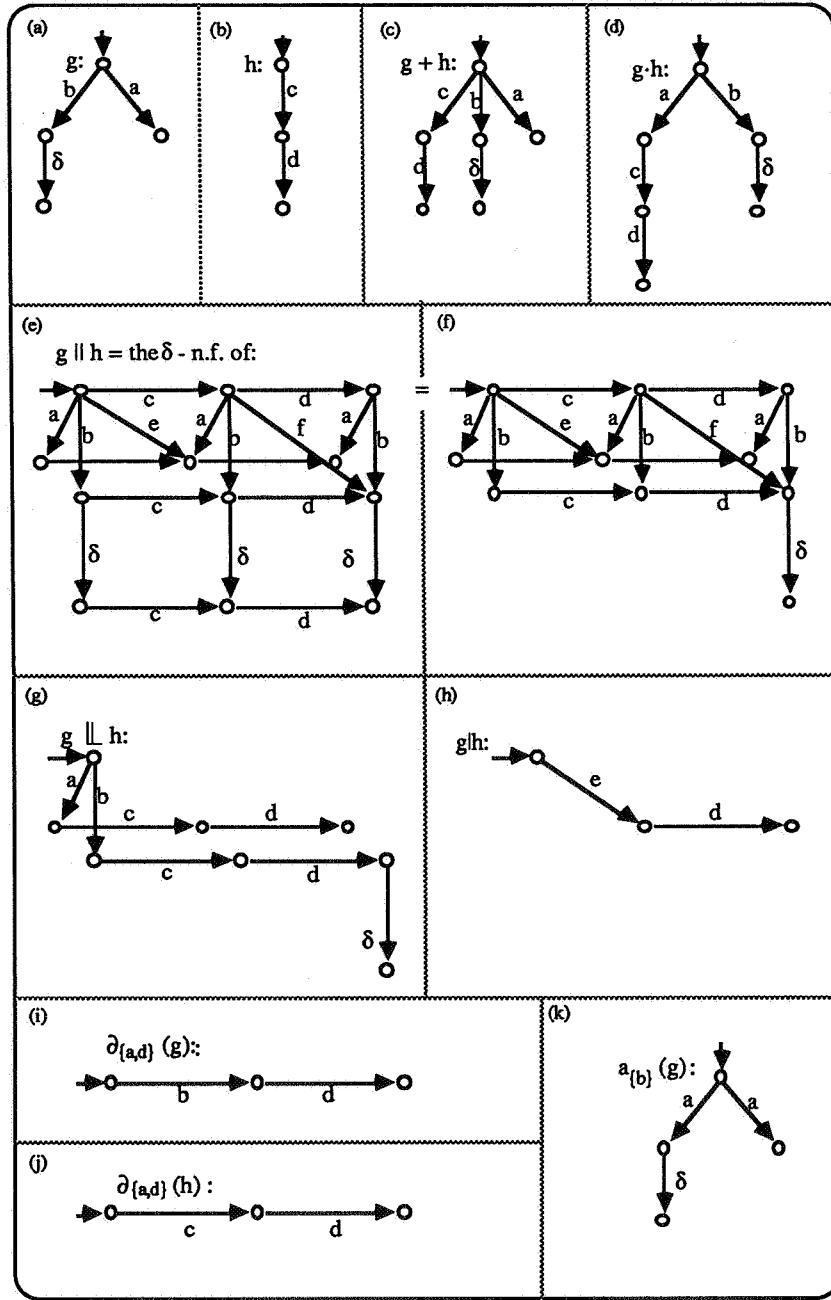 (a)
g:
b a
δ
(b)
h:
c
d
(c)
g + h:
c b a
d δ
(d)
g·h:
a b
c δ
d
(e)
g || h = the δ - n.f. of:
c d
a b e a b f a b
c d
δ δ δ
c d
=
(f)
c d
a b e a b f a b
c d
δ
(g)
g ⫫ h:
a b
c d
c d
δ
(h)
g|h:
e
d
(i)
∂{a,d} (g)::
b d
(j)
∂{a,d} (h) :
c d
(k)
a{b} (g) :
a a
δ